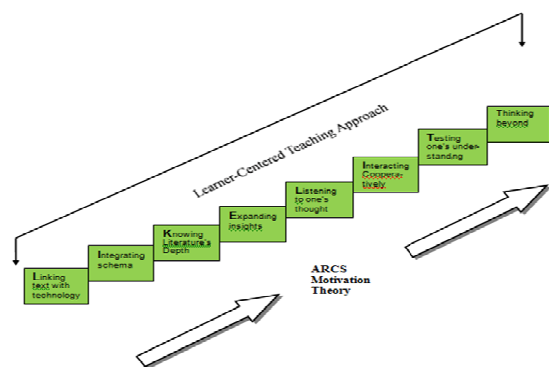 Learner-Centered Teaching Approach
Linking
text with
technology
Integrating
schema
Knowing
Literature's
Depth
Expanding
insights
Listening
to one's
thought
Interacting
Coopera-
tively
Testing
one's under-
standing
Thinking
beyond
ARCS
Motivation
Theory